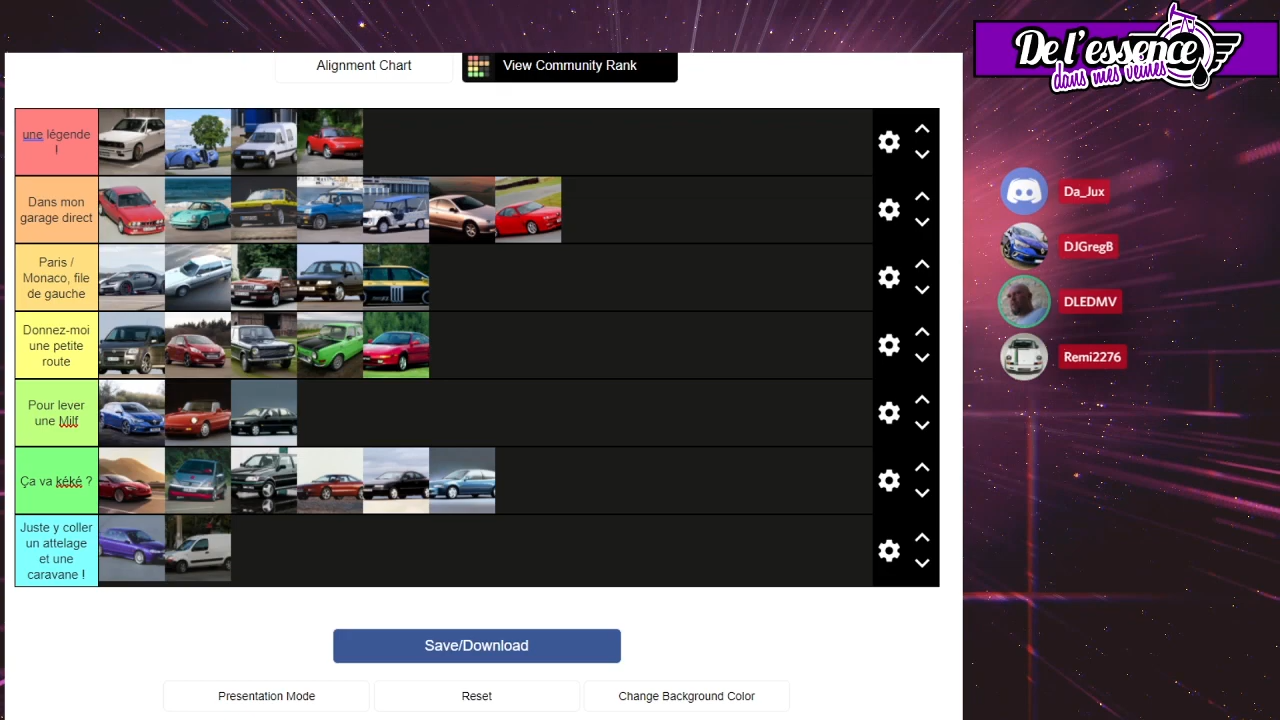 De l'essence
dans mes veines
Alignment Chart
View Community Rank
une légende
!
Dans mon
garage direct
Paris /
Monaco, file
de gauche
Donnez-moi
une petite
route
Pour lever
une Milf
Ça va kéké ?
Juste y coller
un attelage
et une
caravane !
Da_Jux
DJGregB
DLEDMV
Remi2276
Save/Download
Presentation Mode
Reset
Change Background Color